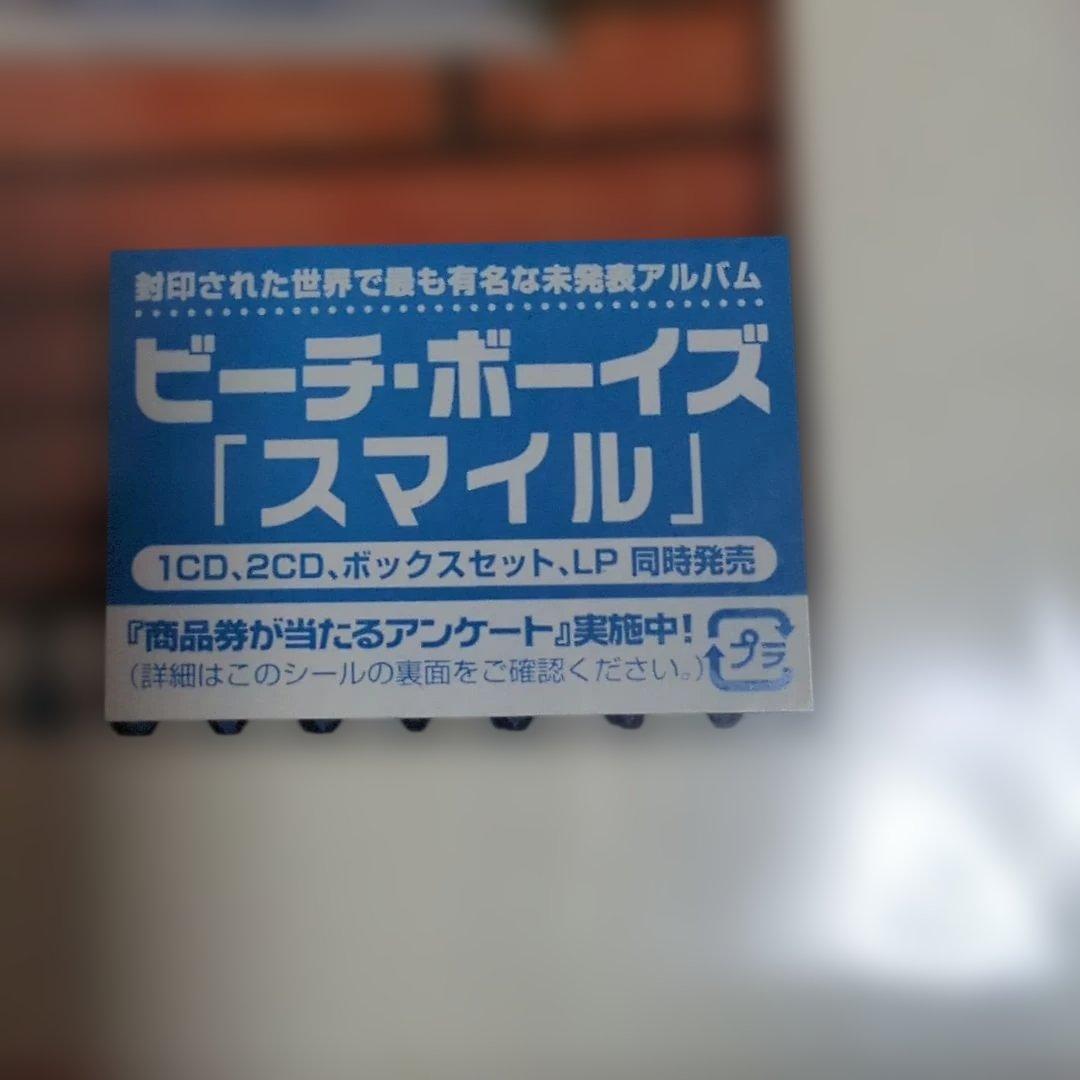 封印された世界で最も有名な未発表アルバム
ビーチ・ボーイズ
「スマイル」
1CD、2CD、ボックスセット、LP 同時発売
『商品券が当たるアンケート』実施中!
(詳細はこのシールの裏面をご確認ください。)
プラ